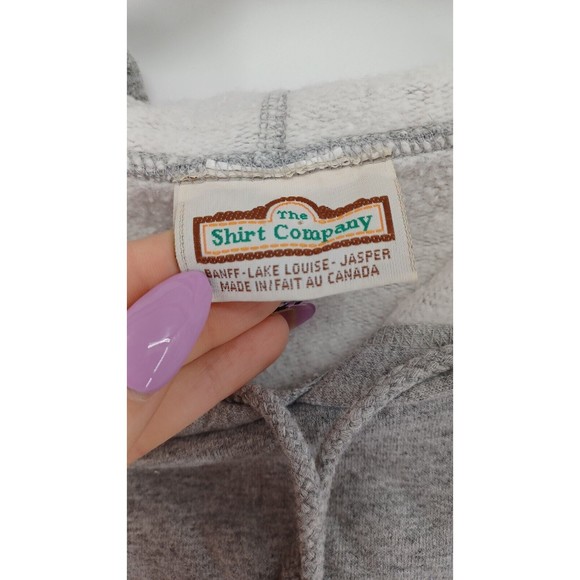 The
Shirt Company
BANFF-LAKE LOUISE-JASPER
MADE IN/FAIT AU CANADA